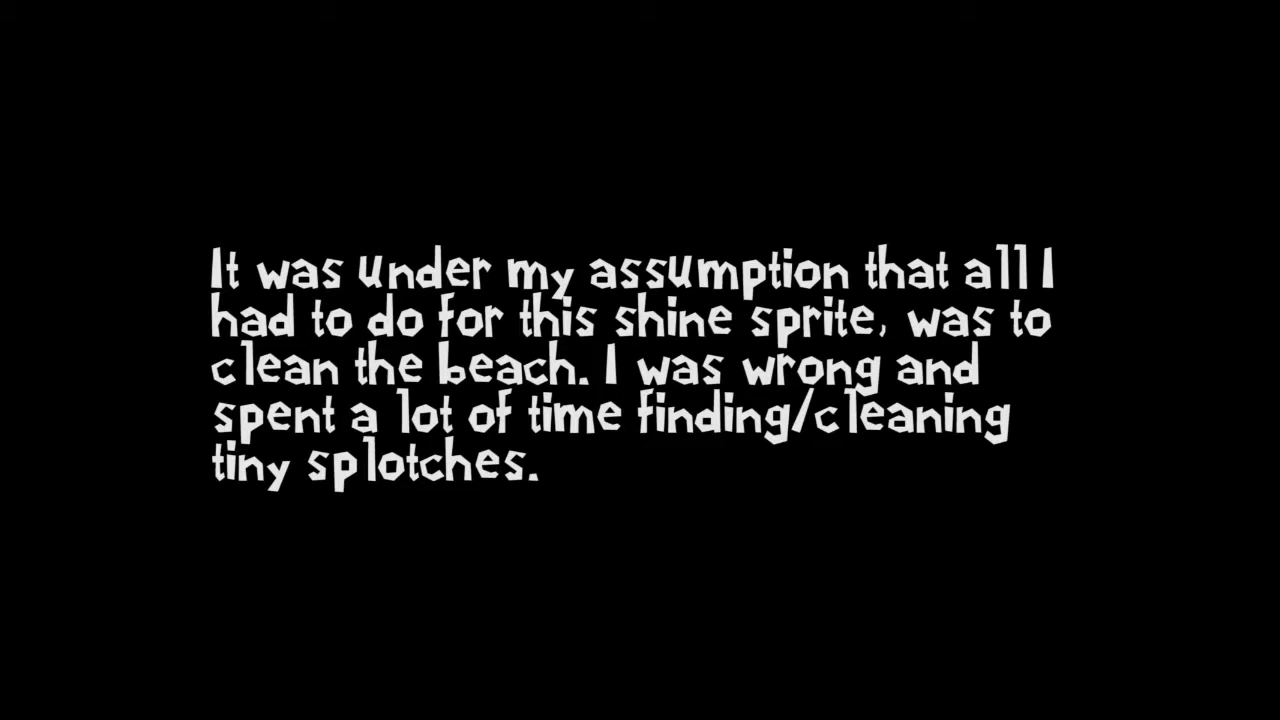 It was under my assumption that all I
had to do for this shine sprite, was to
clean the beach. I was wrong and
spent a lot of time finding/cleaning
tiny splotches.